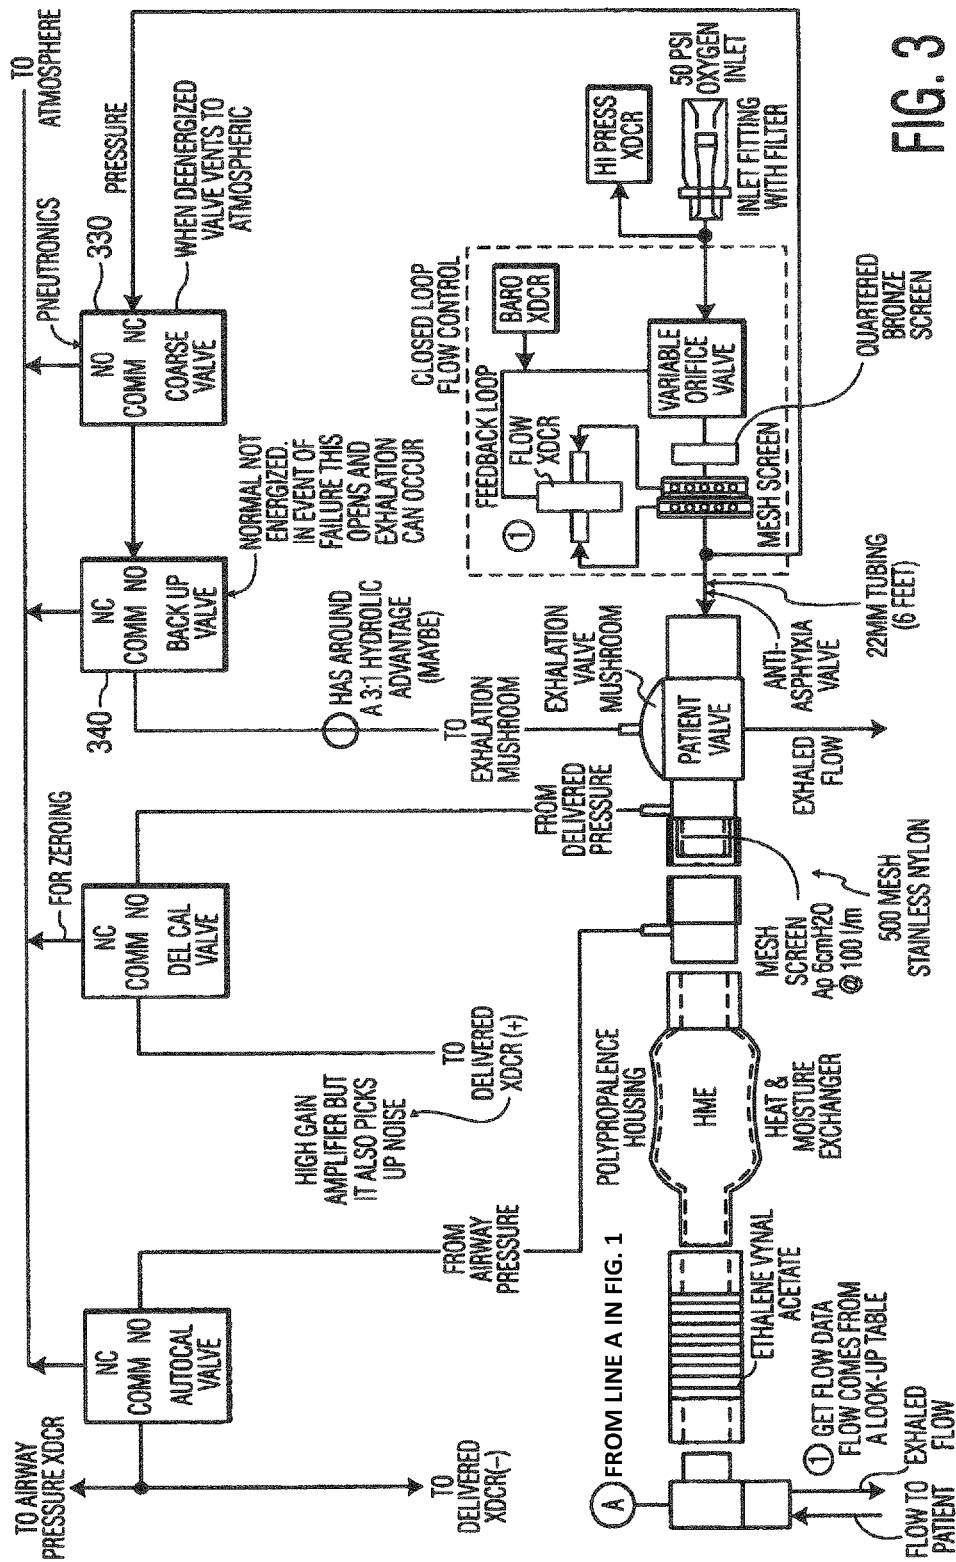 TO AIRWAY
PRESSURE XDCR
NC
COMM NO
AUTOCAL
VALVE
TO
DELIVERED
XDCR(–)
FROM
AIRWAY
PRESSURE
FOR ZEROING
NC
COMM NO
DEL CAL
VALVE
TO
DELIVERED
XDCR (+)
HIGH GAIN
AMPLIFIER BUT
IT ALSO PICKS
UP NOISE
FROM
DELIVERED
PRESSURE
340
NC
COMM NO
BACK UP
VALVE
NORMAL NOT
ENERGIZED.
IN EVENT OF
FAILURE THIS
OPENS AND
EXHALATION
CAN OCCUR
HAS AROUND
A 3:1 HYDROLIC
ADVANTAGE
(MAYBE)
TO
EXHALATION
MUSHROOM
PNEUTRONICS
330
NO
COMM NC
COARSE
VALVE
WHEN DEENERGIZED
VALVE VENTS TO
ATMOSPHERIC
PRESSURE
TO
ATMOSPHERE
CLOSED LOOP
FLOW CONTROL
FEEDBACK LOOP
1
FLOW
XDCR
BARO
XDCR
HI PRESS
XDCR
50 PSI
OXYGEN
INLET
INLET FITTING
WITH FILTER
VARIABLE
ORIFICE
VALVE
MESH SCREEN
QUARTERED
BRONZE
SCREEN
EXHALATION
VALVE
MUSHROOM
PATIENT
VALVE
EXHALED
FLOW
ANTI-
ASPHYIXIA
VALVE
22MM TUBING
(6 FEET)
MESH
SCREEN
Ap 6cmH2O
@ 100 l/m
500 MESH
STAINLESS NYLON
POLYPROPALENCE
HOUSING
HME
HEAT &
MOISTURE
EXCHANGER
ETHALENE VYNAL
ACETATE
A FROM LINE A IN FIG. 1
1 GET FLOW DATA
FLOW COMES FROM
A LOOK-UP TABLE
FLOW TO
PATIENT
EXHALED
FLOW
FIG. 3